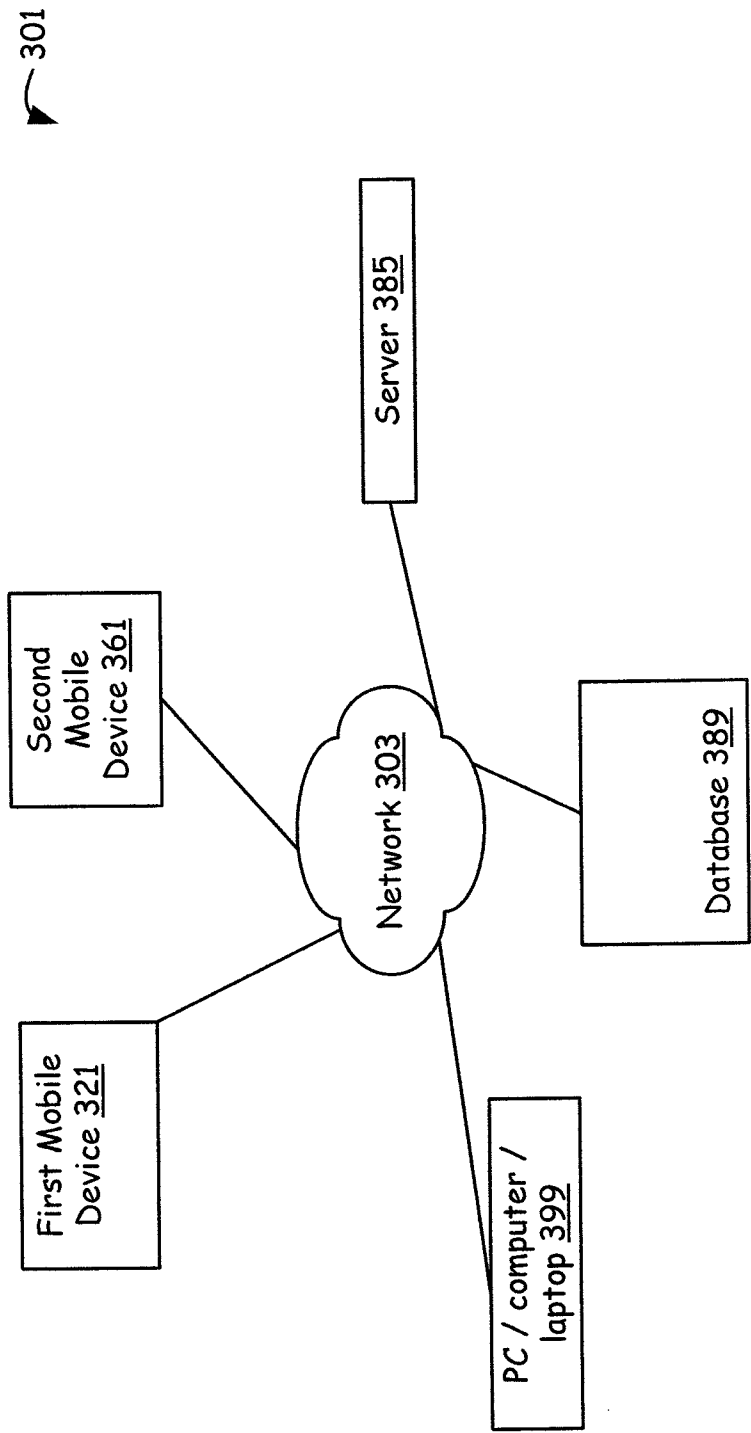 301
First Mobile
Device 321
Second
Mobile
Device 361
Network 303
Server 385
PC / computer /
laptop 399
Database 389